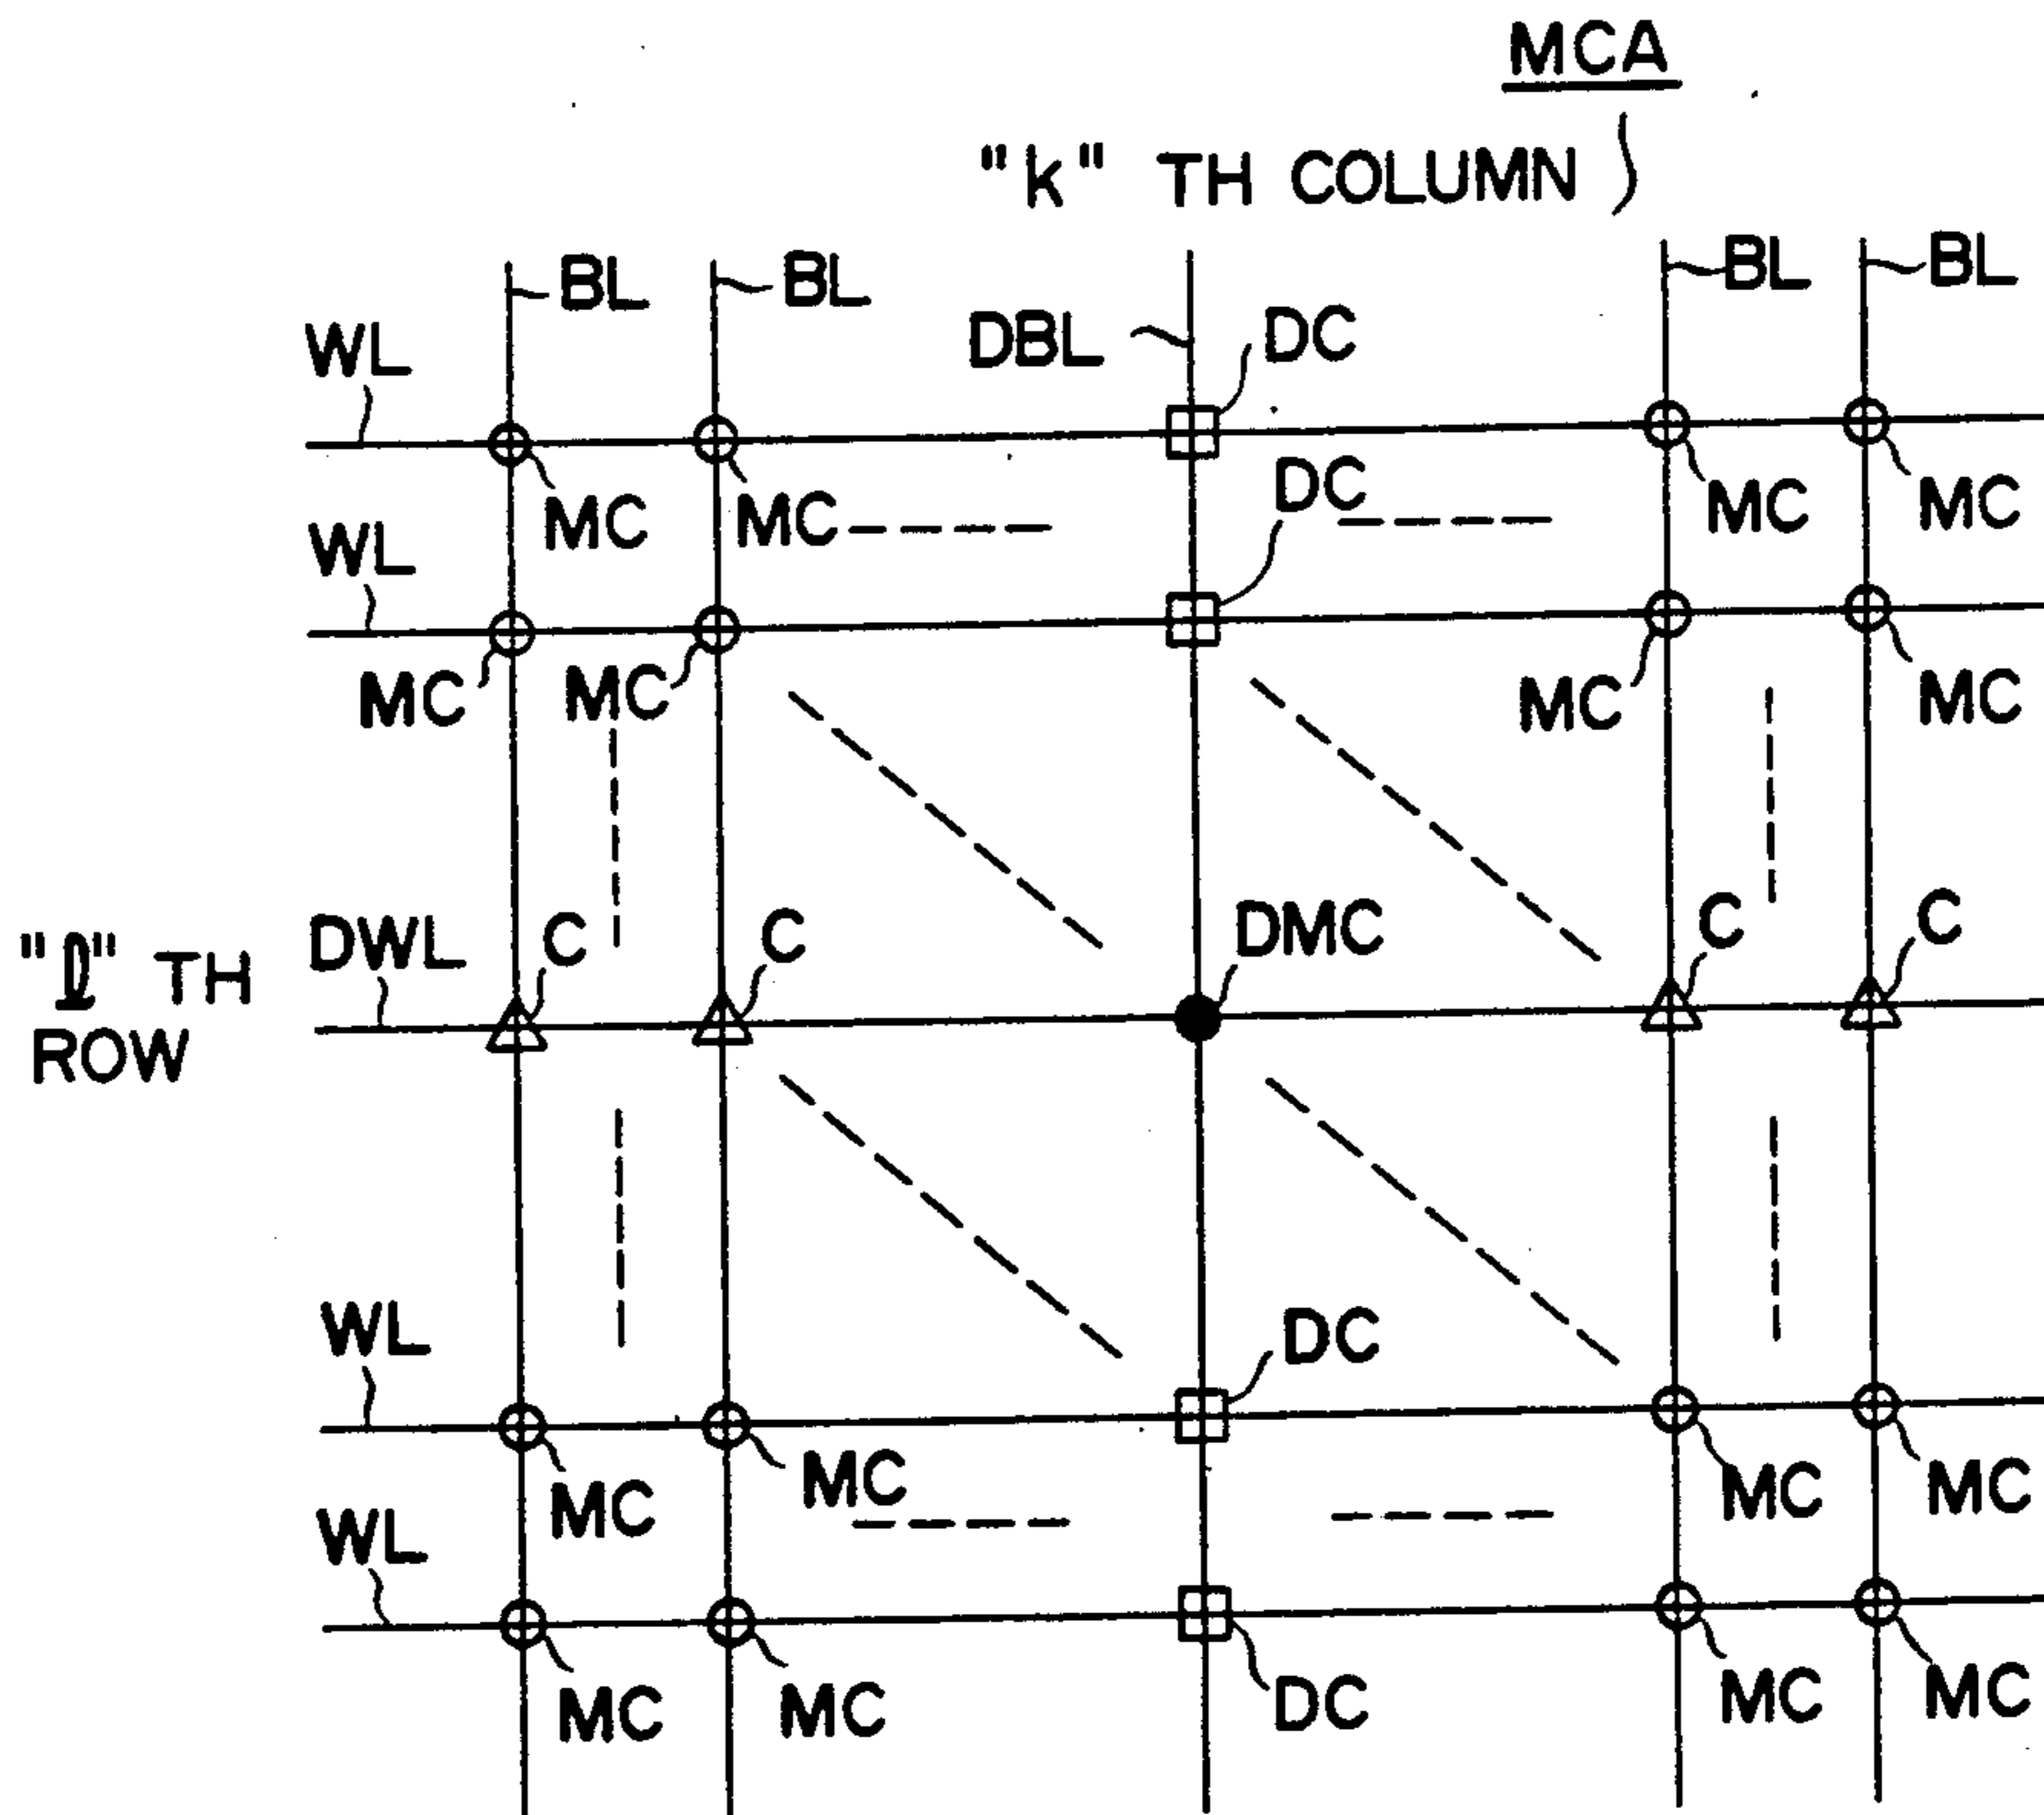 MCA
"k" TH COLUMN
BL BL BL BL
WL DBL DC
MC MC DC MC MC
WL
MC MC MC MC
"ℓ" TH ROW
DWL C C DMC C C
WL DC
MC MC MC MC
WL
MC MC DC MC MC